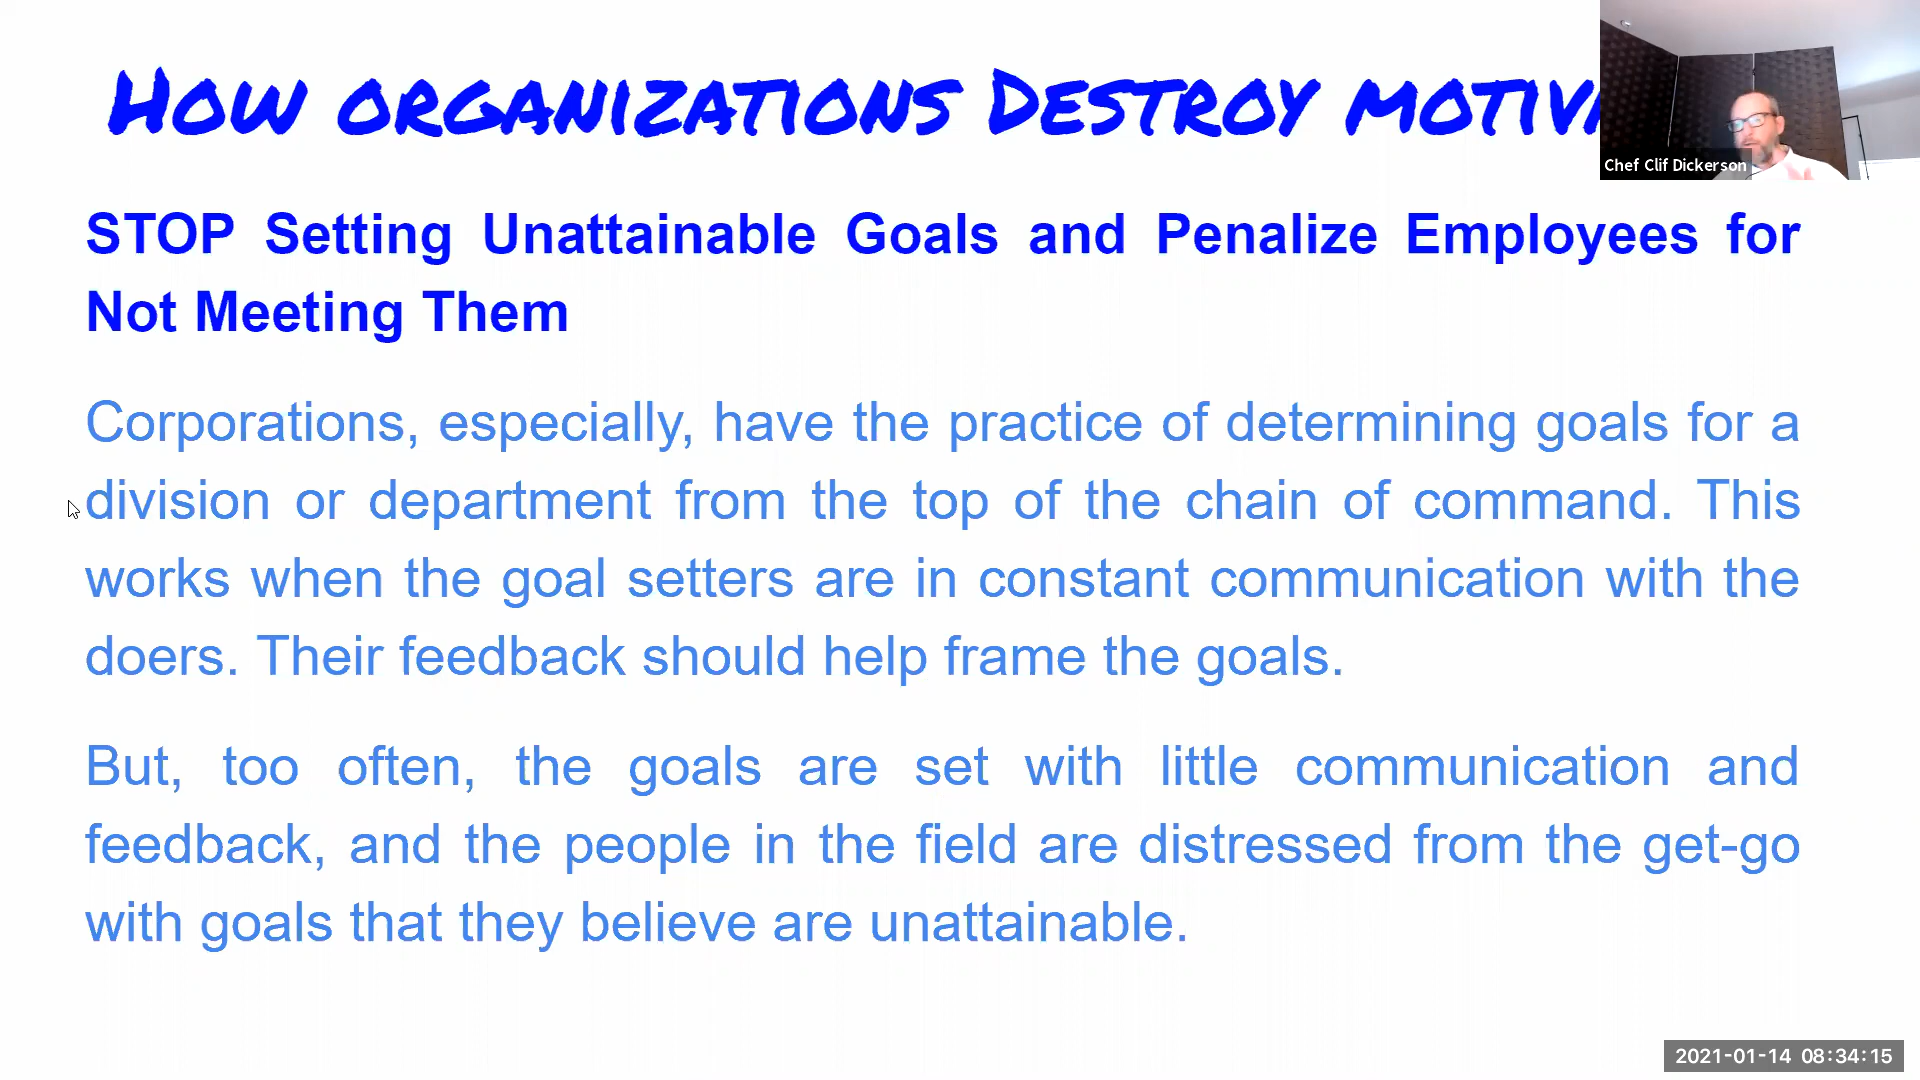 How organizations Destroy motiv
Chef Clif Dickerson
STOP Setting Unattainable Goals and Penalize Employees for
Not Meeting Them
Corporations, especially, have the practice of determining goals for a
division or department from the top of the chain of command. This
works when the goal setters are in constant communication with the
doers. Their feedback should help frame the goals.
But, too often, the goals are set with little communication and
feedback, and the people in the field are distressed from the get-go
with goals that they believe are unattainable.
2021-01-14 08:34:15